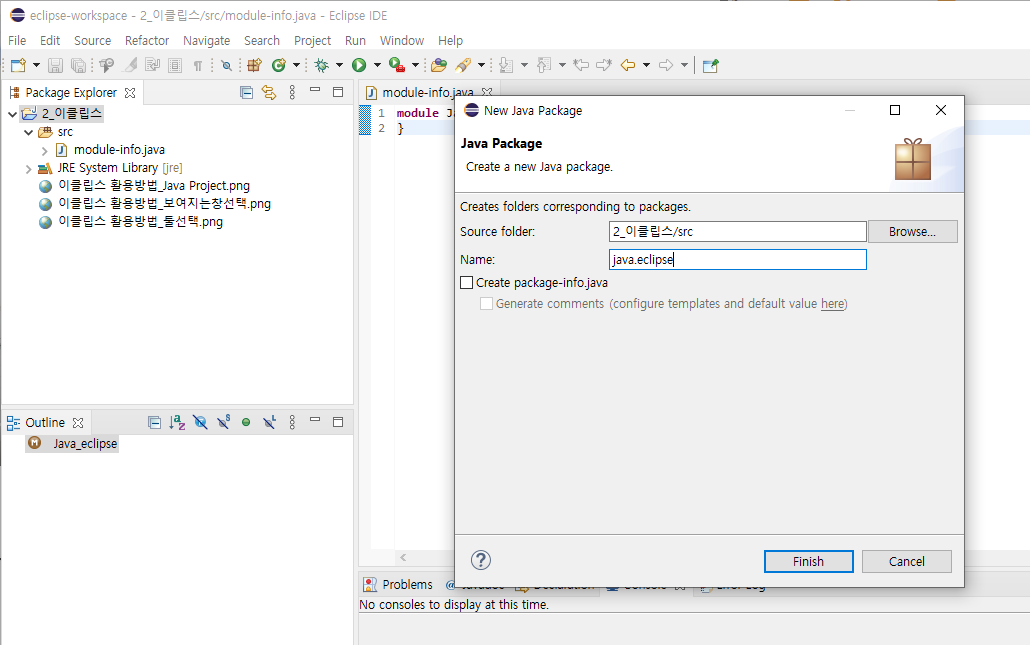 eclipse-workspace - 2_이클립스/src/module-info.java - Eclipse IDE
File Edit Source Refactor Navigate Search Project Run Window Help
Package Explorer
2_이클립스
src
module-info.java
JRE System Library [jre]
이클립스 활용방법_Java Project.png
이클립스 활용방법_보여지는창선택.png
이클립스 활용방법_툴선택.png
Outline
Java_eclipse
module-info.java
1 module
2 }
New Java Package
Java Package
Create a new Java package.
Creates folders corresponding to packages.
Source folder: 2_이클립스/src Browse...
Name: java.eclipse
Create package-info.java
Generate comments (configure templates and default value here)
Finish Cancel
Problems
No consoles to display at this time.